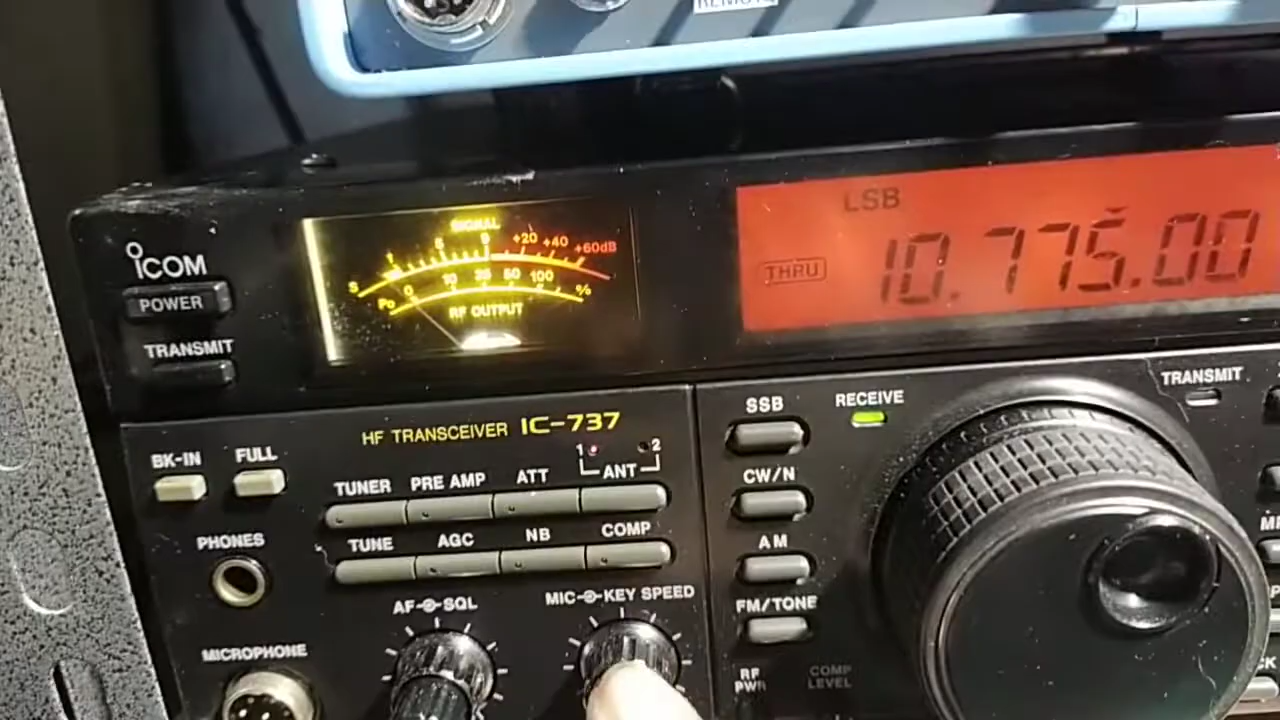 REMOTE
SIGNAL
1 5 9 +20 +40 +60dB
S
Po 0 10 25 50 100 %
RF OUTPUT
LSB
THRU
10.775.00
ICOM
POWER
TRANSMIT
HF TRANSCEIVER IC-737
BK-IN FULL
TUNER PRE AMP ATT 1 ANT 2
TUNE AGC NB COMP
PHONES
AF SQL
MIC KEY SPEED
MICROPHONE
SSB
RECEIVE
TRANSMIT
CW/N
AM
FM/TONE
RF
PWR
COMP
LEVEL